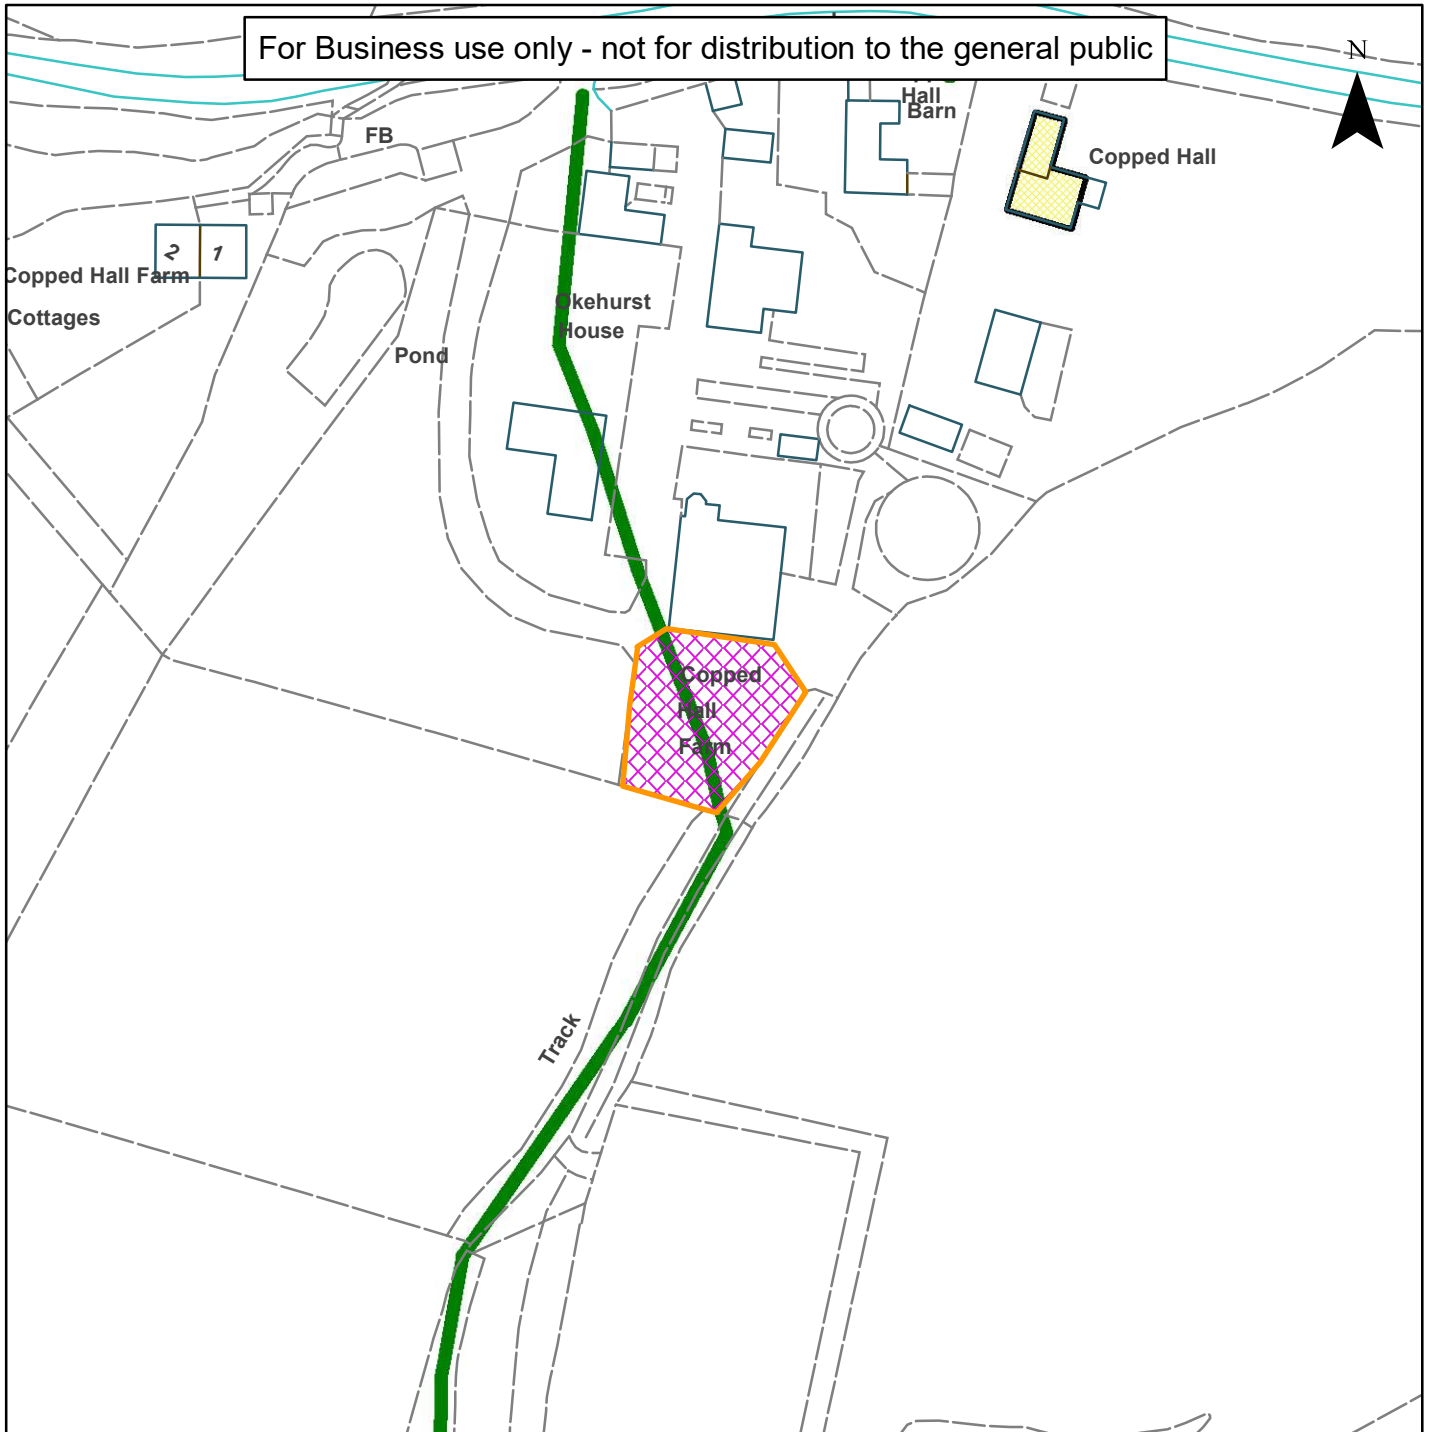 For Business use only - not for distribution to the general public
N
Hall
Barn
FB
Copped Hall
2
1
Copped Hall Farm
Cottages
Okehurst
House
Pond
Copped
Hall
Farm
Track